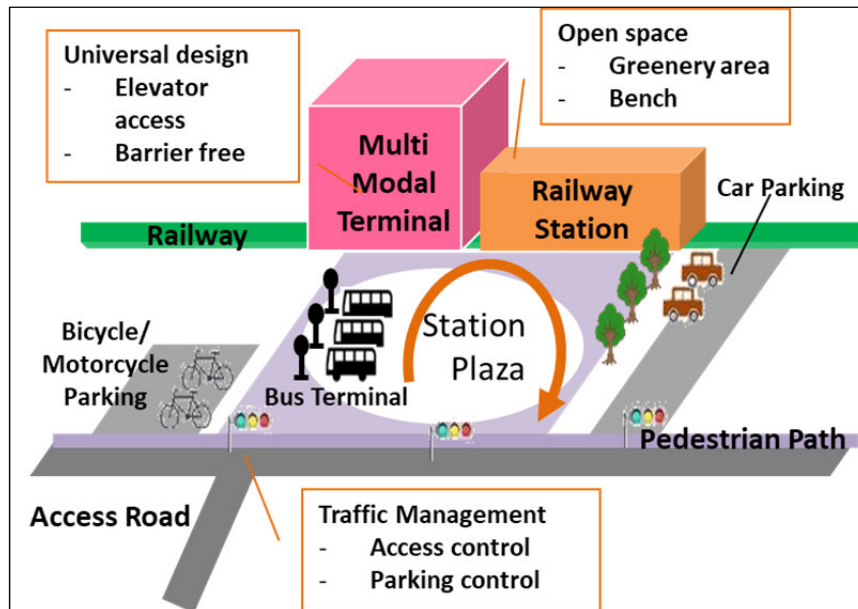 Universal design
- Elevator
access
- Barrier free
Open space
- Greenery area
- Bench
Multi
Modal
Terminal
Railway
Station
Car Parking
Railway
Bicycle/
Motorcycle
Parking
Station
Plaza
Bus Terminal
Pedestrian Path
Access Road
Traffic Management
- Access control
- Parking control